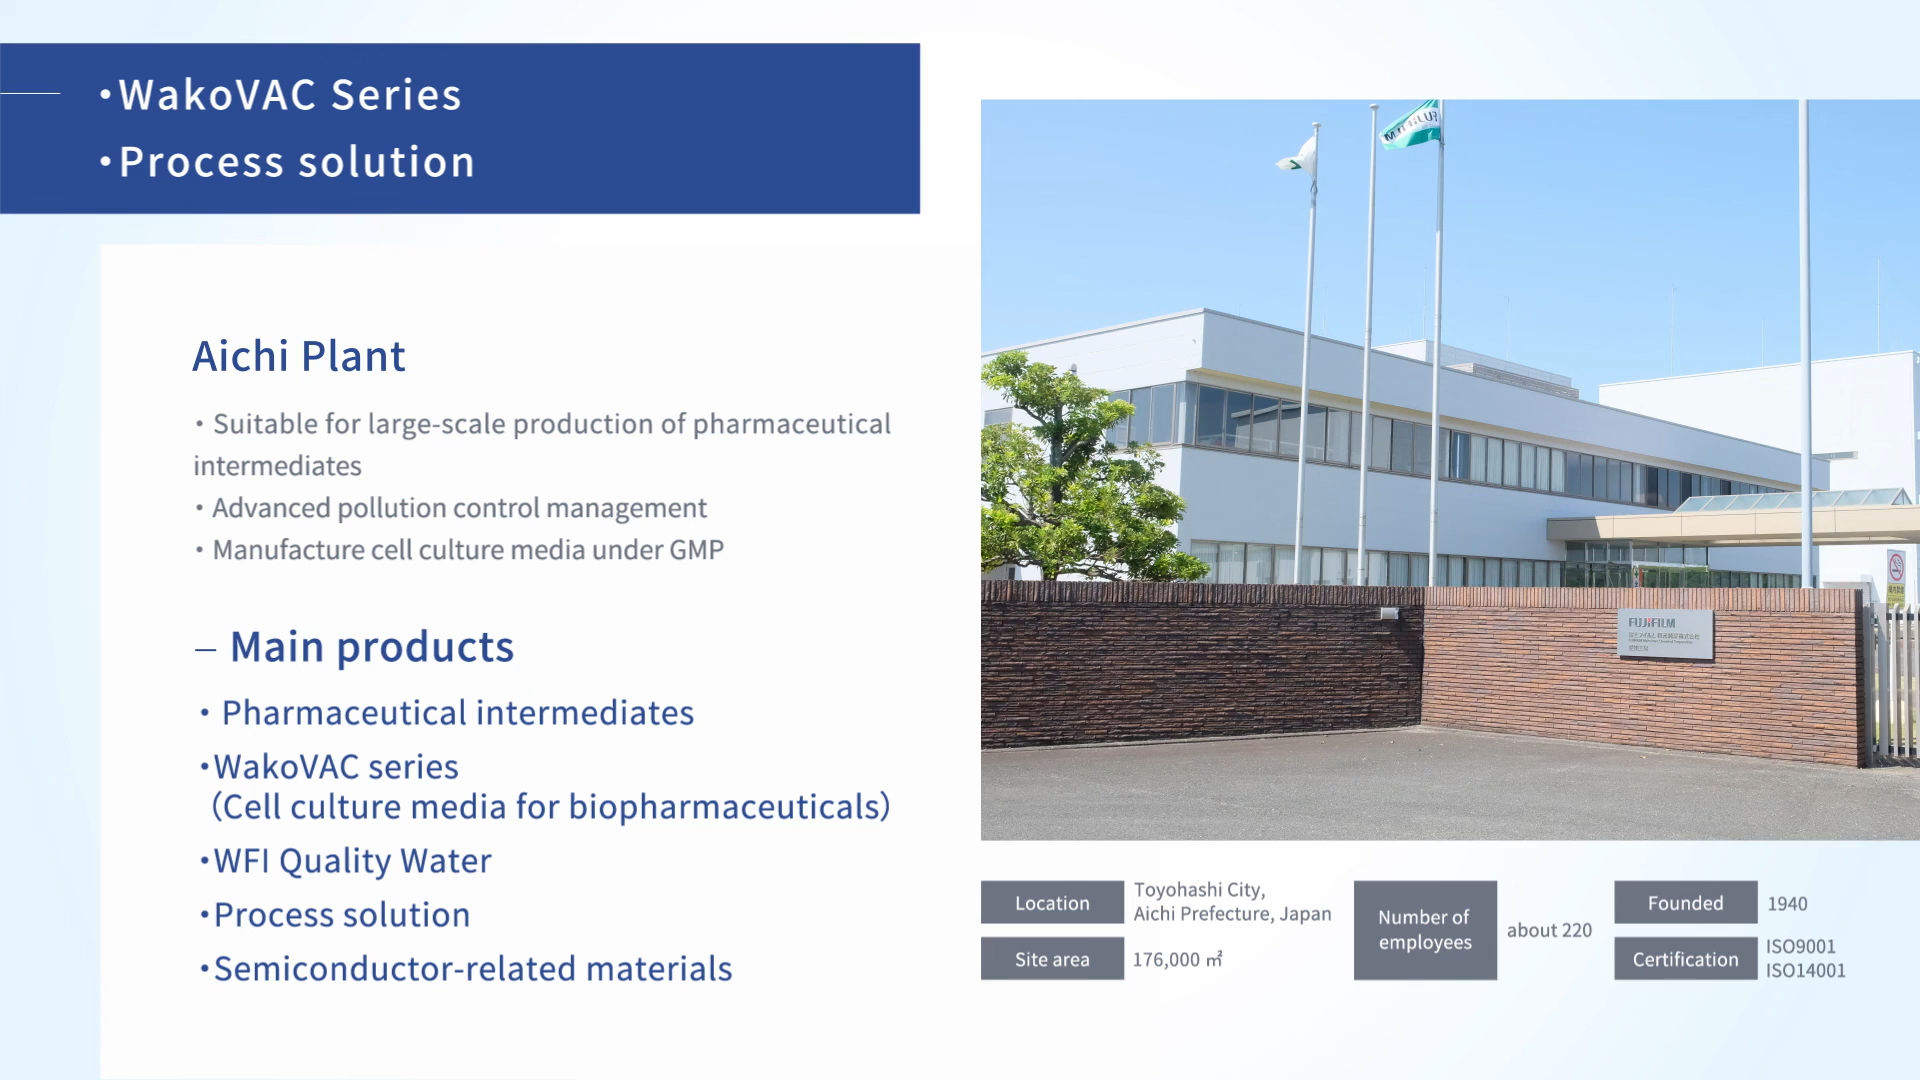 ・WakoVAC Series
・Process solution
Aichi Plant
・Suitable for large-scale production of pharmaceutical
intermediates
・Advanced pollution control management
・Manufacture cell culture media under GMP
– Main products
・ Pharmaceutical intermediates
・WakoVAC series
（Cell culture media for biopharmaceuticals）
・WFI Quality Water
・Process solution
・Semiconductor-related materials
FUJIFILM
FUJIFILM
Location
Toyohashi City,
Aichi Prefecture, Japan
Site area
176,000 ㎡
Number of
employees
about 220
Founded
1940
Certification
ISO9001
ISO14001